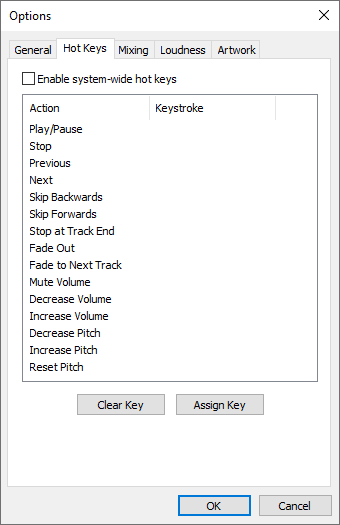 Options
General Hot Keys Mixing Loudness Artwork
Enable system-wide hot keys
Action Keystroke
Play/Pause
Stop
Previous
Next
Skip Backwards
Skip Forwards
Stop at Track End
Fade Out
Fade to Next Track
Mute Volume
Decrease Volume
Increase Volume
Decrease Pitch
Increase Pitch
Reset Pitch
Clear Key Assign Key
OK Cancel